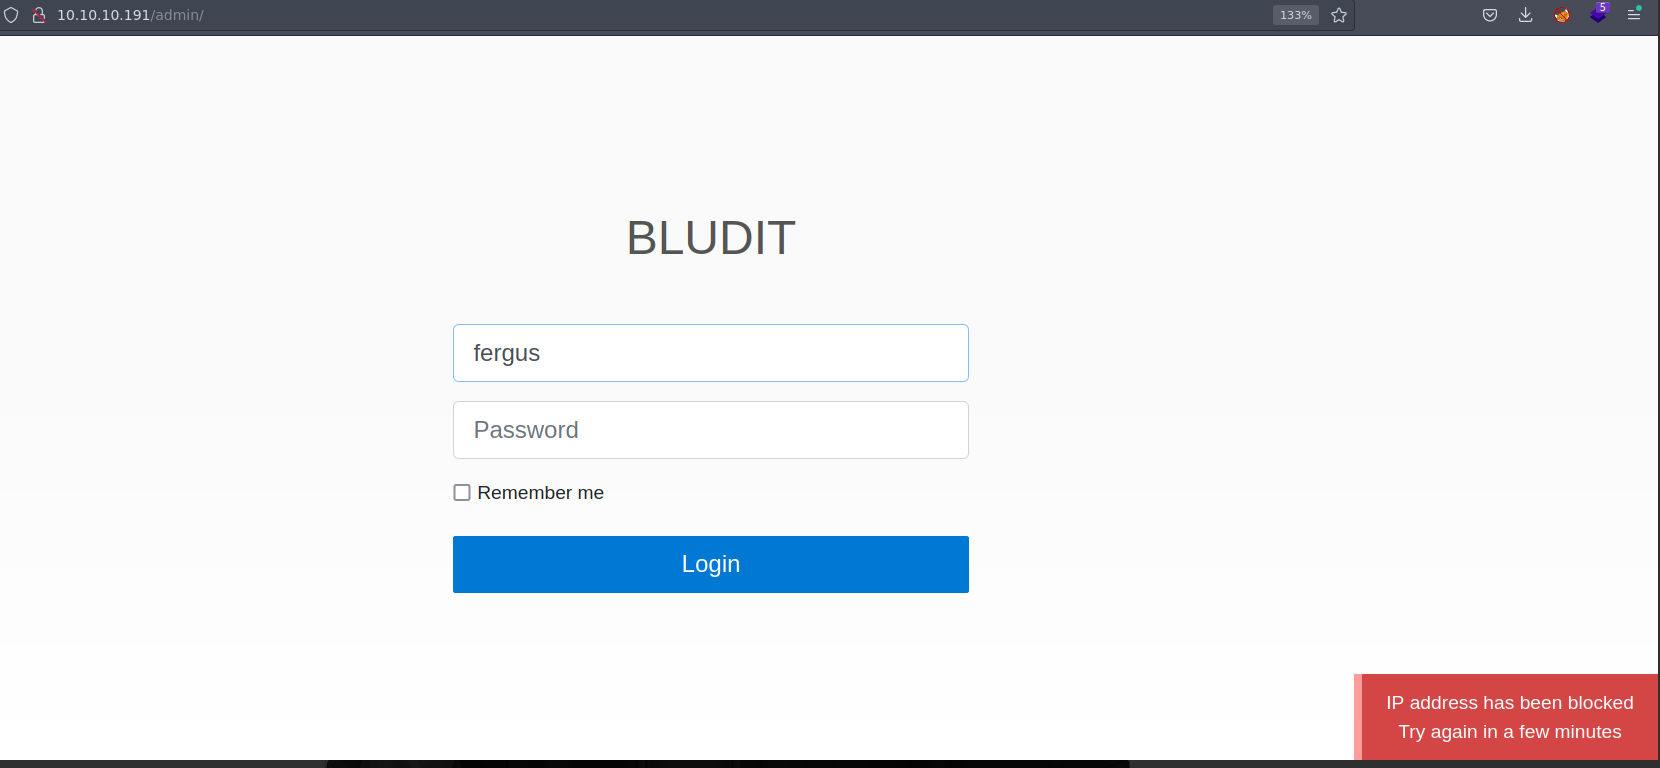 10.10.10.191/admin/
133%
5
BLUDIT
fergus
Password
Remember me
Login
IP address has been blocked
Try again in a few minutes